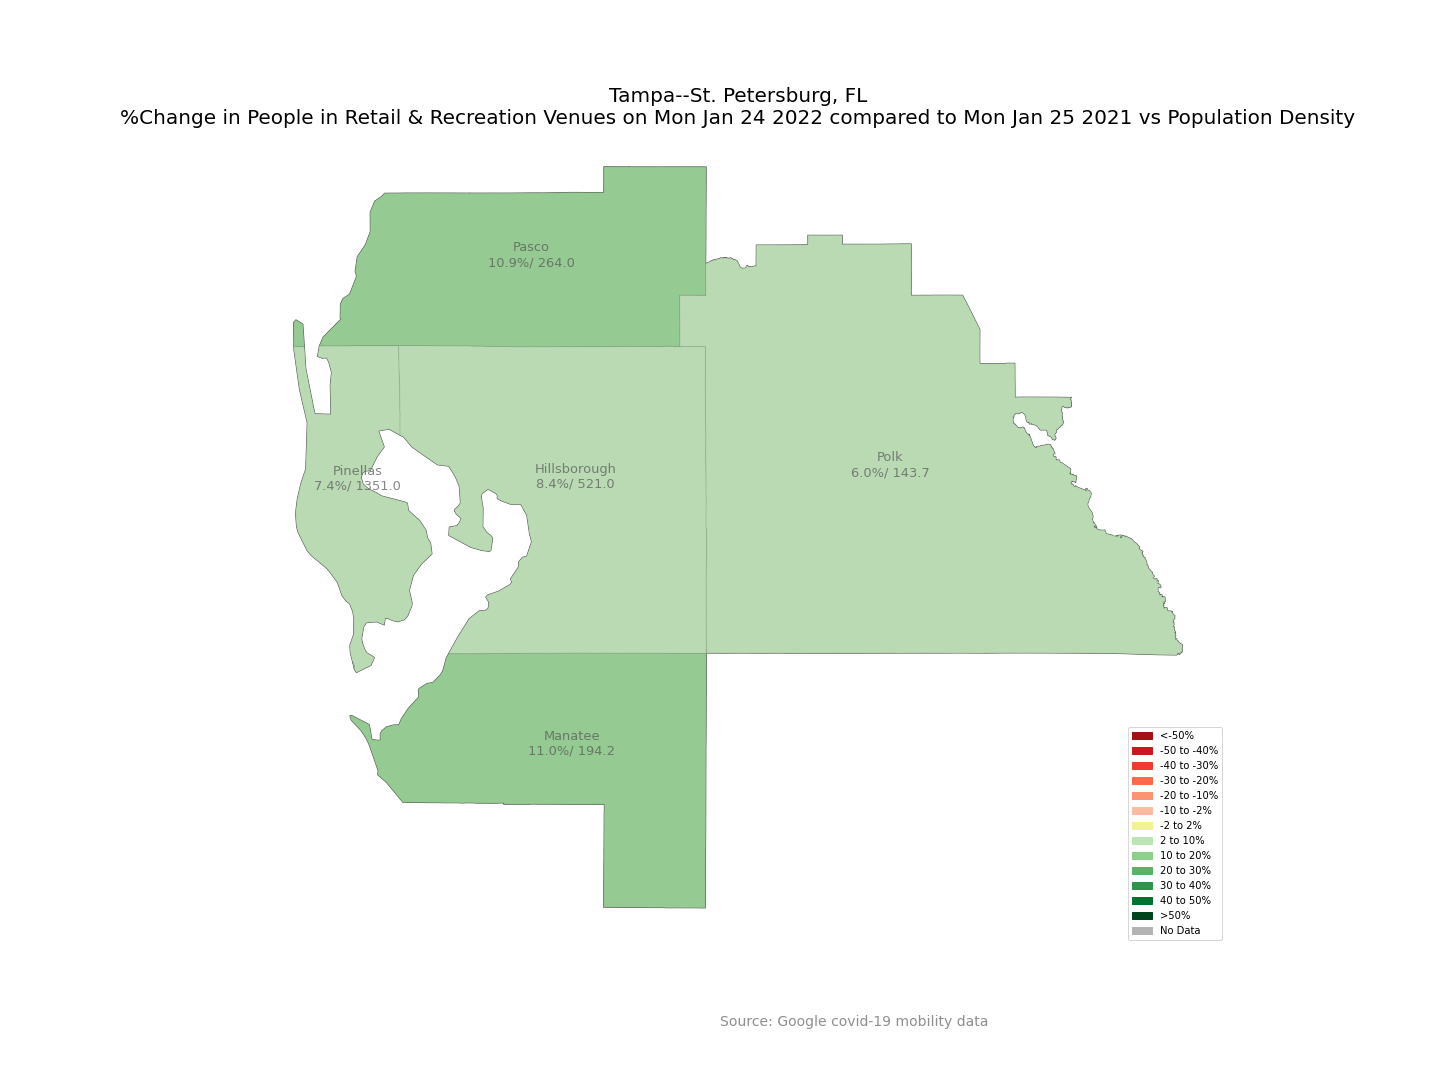 Tampa--St. Petersburg, FL
%Change in People in Retail & Recreation Venues on Mon Jan 24 2022 compared to Mon Jan 25 2021 vs Population Density
Pasco
10.9%/ 264.0
Pinellas
7.4%/ 1351.0
Hillsborough
8.4%/ 521.0
Polk
6.0%/ 143.7
Manatee
11.0%/ 194.2
<-50%
-50 to -40%
-40 to -30%
-30 to -20%
-20 to -10%
-10 to -2%
-2 to 2%
2 to 10%
10 to 20%
20 to 30%
30 to 40%
40 to 50%
>50%
No Data
Source: Google covid-19 mobility data